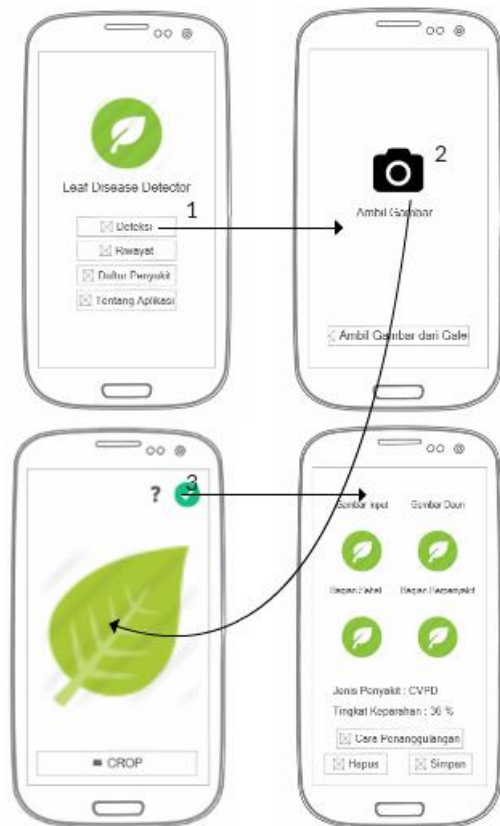 Leaf Disease Detector
1
Deteksi
Riwayat
Daftar Penyakit
Tentang Aplikasi
2
Ambil Gambar
Ambil Gambar dari Gale
? 3
CROP
Gambar Input Gambar Daun
Bagian Sehat Bagian Berpenyakit
Jenis Penyakit : CVPD
Tingkat Keparahan : 36 %
Cara Penanggulangan
Hapus Simpan